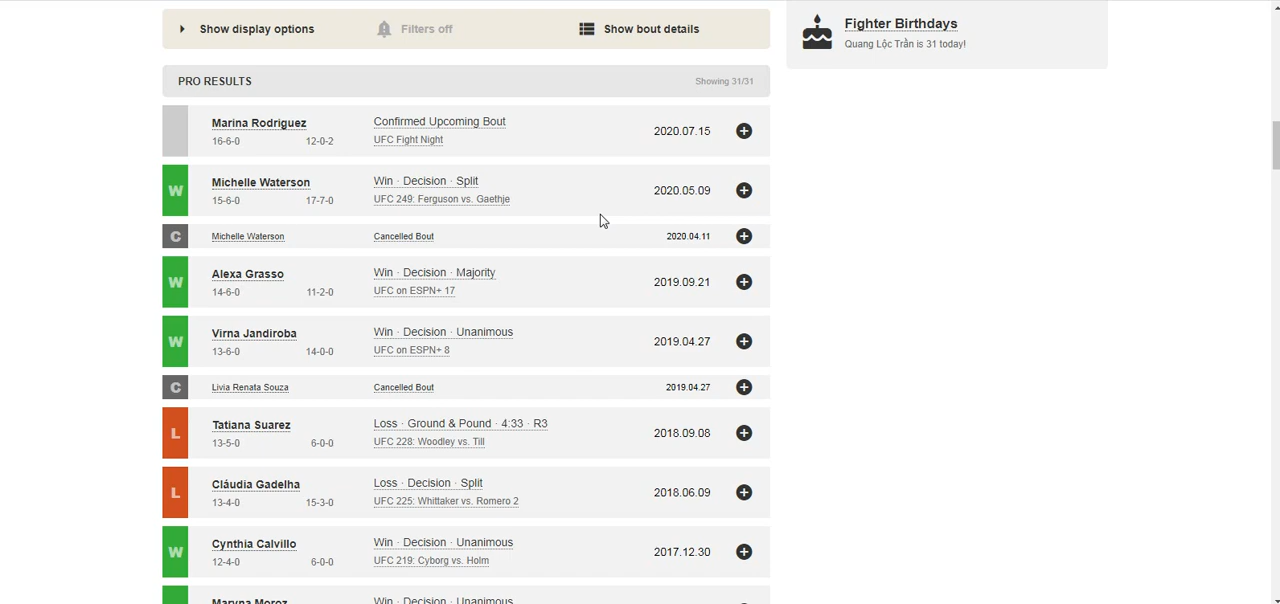 Show display options
Filters off
Show bout details
Fighter Birthdays
Quang Lộc Trần is 31 today!
PRO RESULTS
Showing 31/31
Marina Rodriguez
Confirmed Upcoming Bout
2020.07.15
16-6-0
12-0-2
UFC Fight Night
W
Michelle Waterson
Win · Decision · Split
2020.05.09
15-6-0
17-7-0
UFC 249: Ferguson vs. Gaethje
C
Michelle Waterson
Cancelled Bout
2020.04.11
W
Alexa Grasso
Win · Decision · Majority
2019.09.21
14-6-0
11-2-0
UFC on ESPN+ 17
W
Virna Jandiroba
Win · Decision · Unanimous
2019.04.27
13-6-0
14-0-0
UFC on ESPN+ 8
C
Livia Renata Souza
Cancelled Bout
2019.04.27
L
Tatiana Suarez
Loss · Ground & Pound · 4:33 · R3
2018.09.08
13-5-0
6-0-0
UFC 228: Woodley vs. Till
L
Cláudia Gadelha
Loss · Decision · Split
2018.06.09
13-4-0
15-3-0
UFC 225: Whittaker vs. Romero 2
W
Cynthia Calvillo
Win · Decision · Unanimous
2017.12.30
12-4-0
6-0-0
UFC 219: Cyborg vs. Holm
Maryna Moroz
Win · Decision · Unanimous